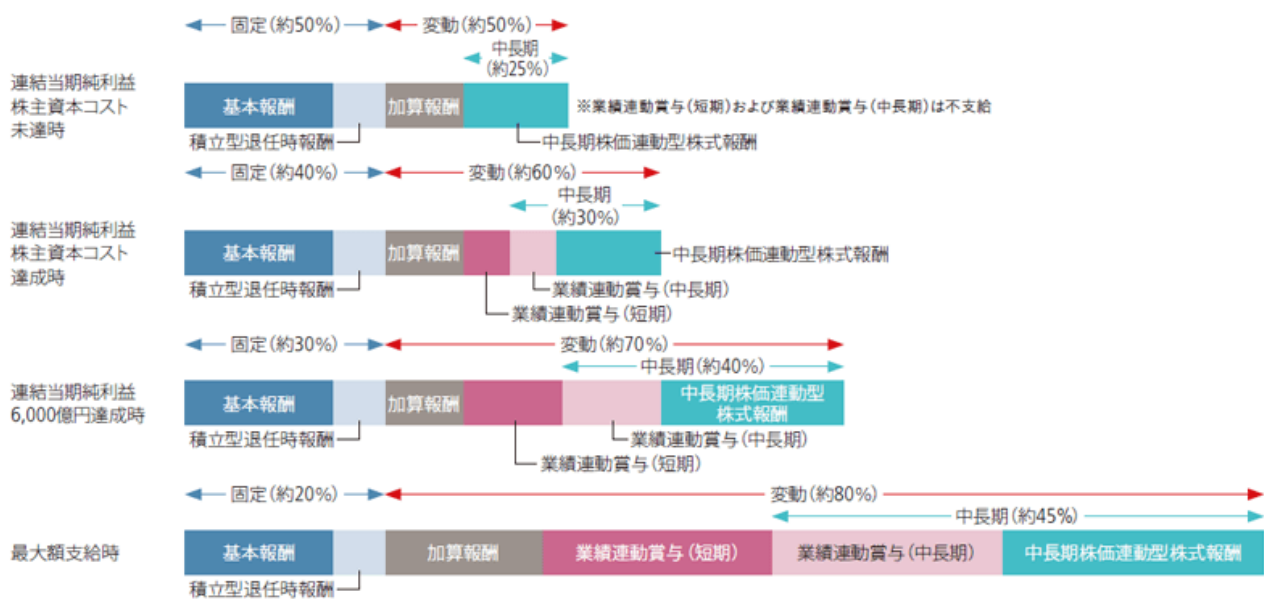 固定(約50%)
変動(約50%)
中長期
(約25%)
連結当期純利益
株主資本コスト
未達時
基本報酬
加算報酬
※業績連動賞与(短期)および業績連動賞与(中長期)は不支給
積立型退任時報酬
中長期株価連動型株式報酬
固定(約40%)
変動(約60%)
中長期
(約30%)
連結当期純利益
株主資本コスト
達成時
基本報酬
加算報酬
中長期株価連動型株式報酬
積立型退任時報酬
業績連動賞与(中長期)
業績連動賞与(短期)
固定(約30%)
変動(約70%)
中長期(約40%)
連結当期純利益
6,000億円達成時
基本報酬
加算報酬
中長期株価連動型
株式報酬
積立型退任時報酬
業績連動賞与(中長期)
業績連動賞与(短期)
固定(約20%)
変動(約80%)
中長期(約45%)
最大額支給時
基本報酬
加算報酬
業績連動賞与(短期)
業績連動賞与(中長期)
中長期株価連動型株式報酬
積立型退任時報酬